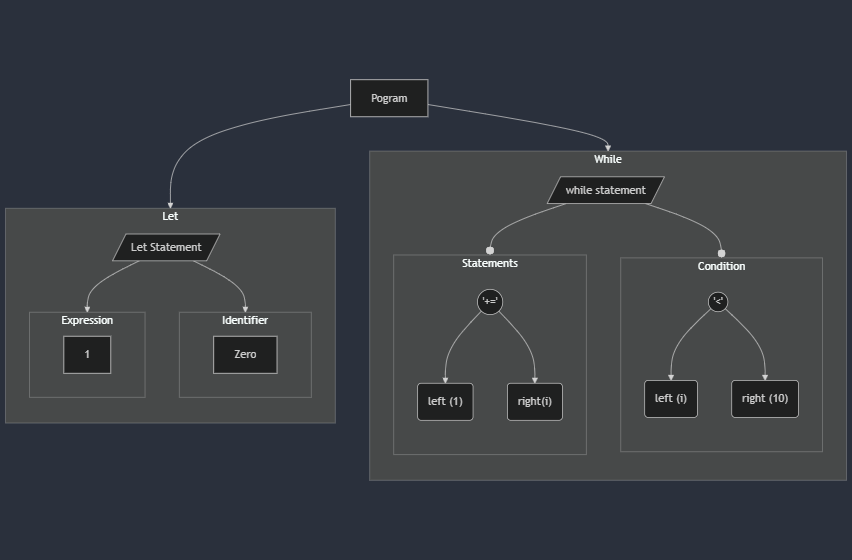 Pogram
While
while statement
Let
Let Statement
Statements
Condition
'+='
'<'
Expression
Identifier
1
Zero
left (1)
right(i)
left (i)
right (10)